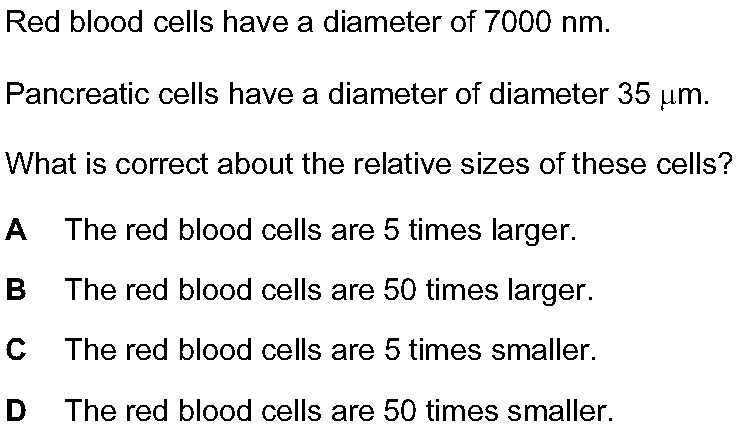 Red blood cells have a diameter of 7000 nm.
Pancreatic cells have a diameter of diameter 35 μm.
What is correct about the relative sizes of these cells?
A The red blood cells are 5 times larger.
B The red blood cells are 50 times larger.
C The red blood cells are 5 times smaller.
D The red blood cells are 50 times smaller.